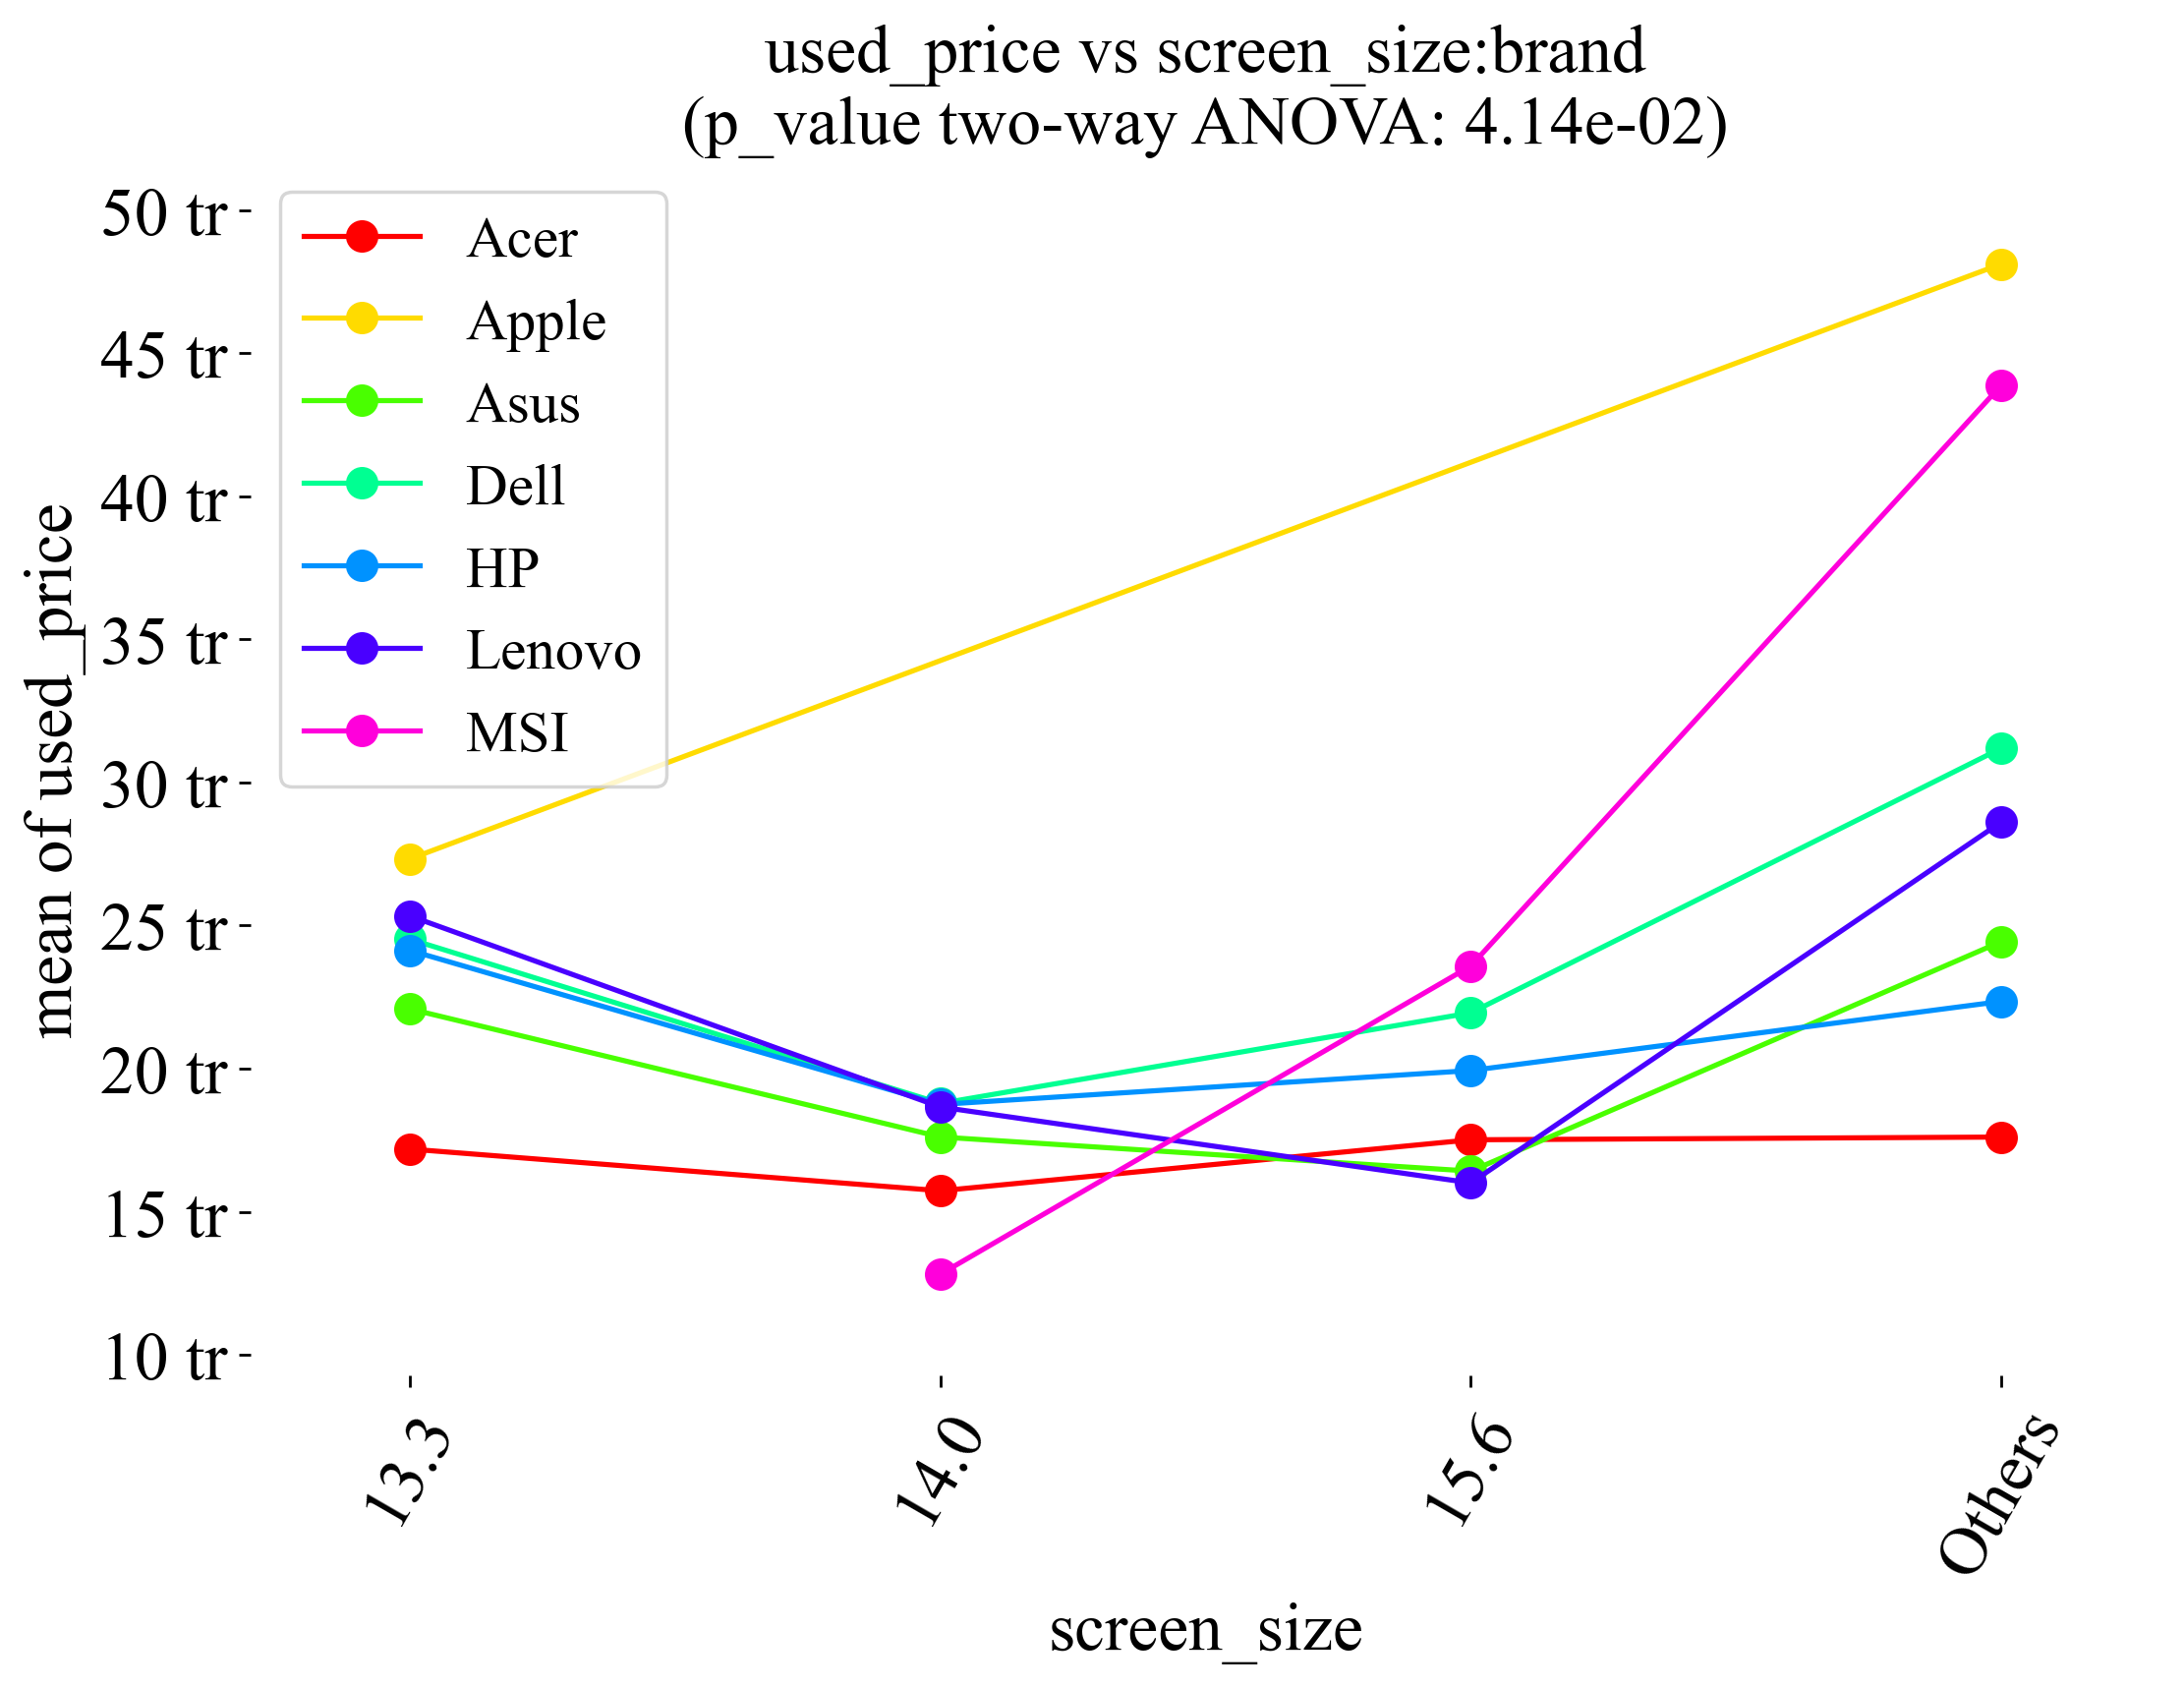 used_price vs screen_size:brand
(p_value two-way ANOVA: 4.14e-02)
50 tr
45 tr
40 tr
35 tr
30 tr
25 tr
20 tr
15 tr
10 tr
mean of used_price
Acer
Apple
Asus
Dell
HP
Lenovo
MSI
13.3
14.0
15.6
Others
screen_size